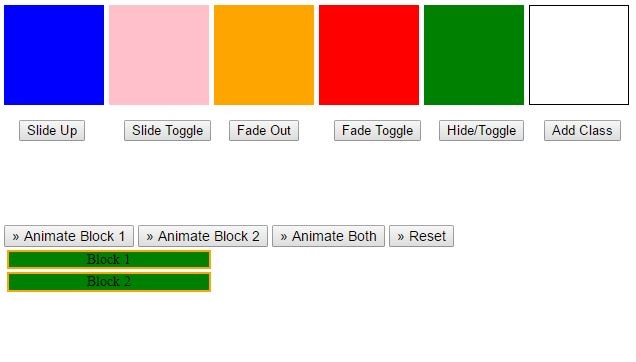 Slide Up Slide Toggle Fade Out Fade Toggle Hide/Toggle Add Class
» Animate Block 1 » Animate Block 2 » Animate Both » Reset
Block 1
Block 2